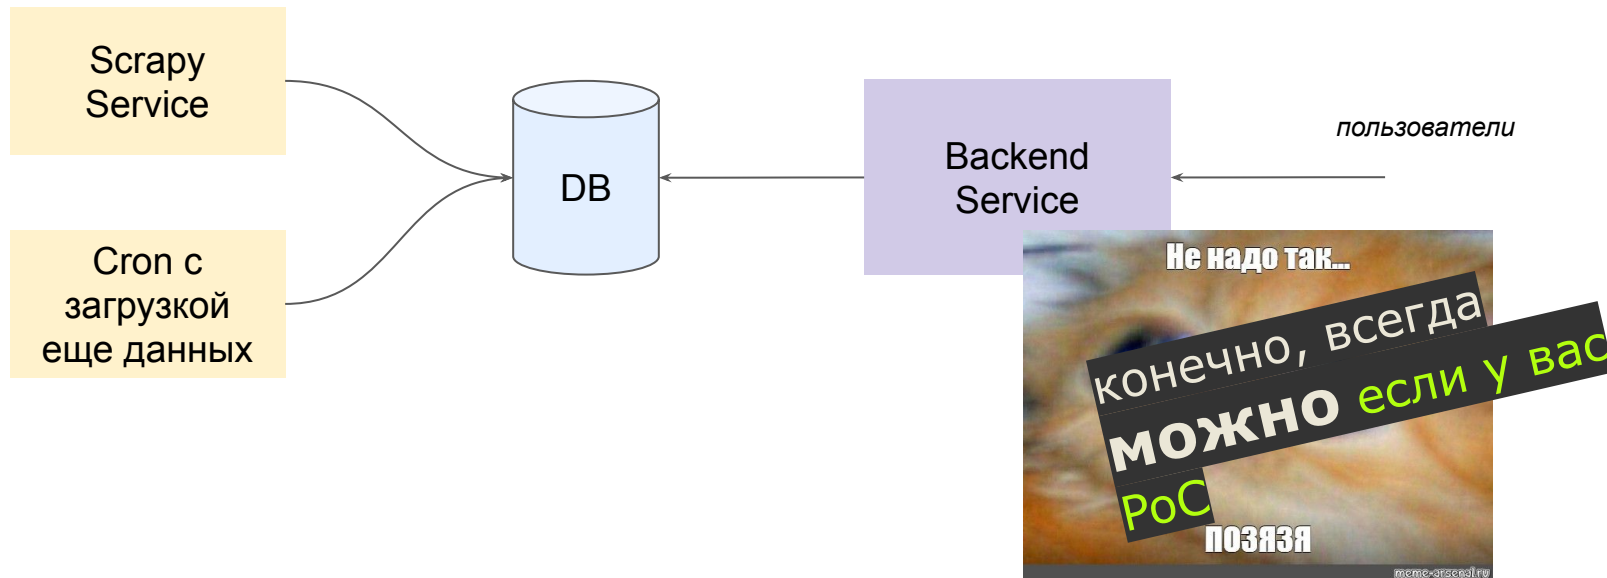 Scrapy
Service
Cron с
загрузкой
еще данных
DB
Backend
Service
пользователи
Не надо так...
конечно, всегда
можно если у вас
PoC
позязя
meme-arsenal.ru